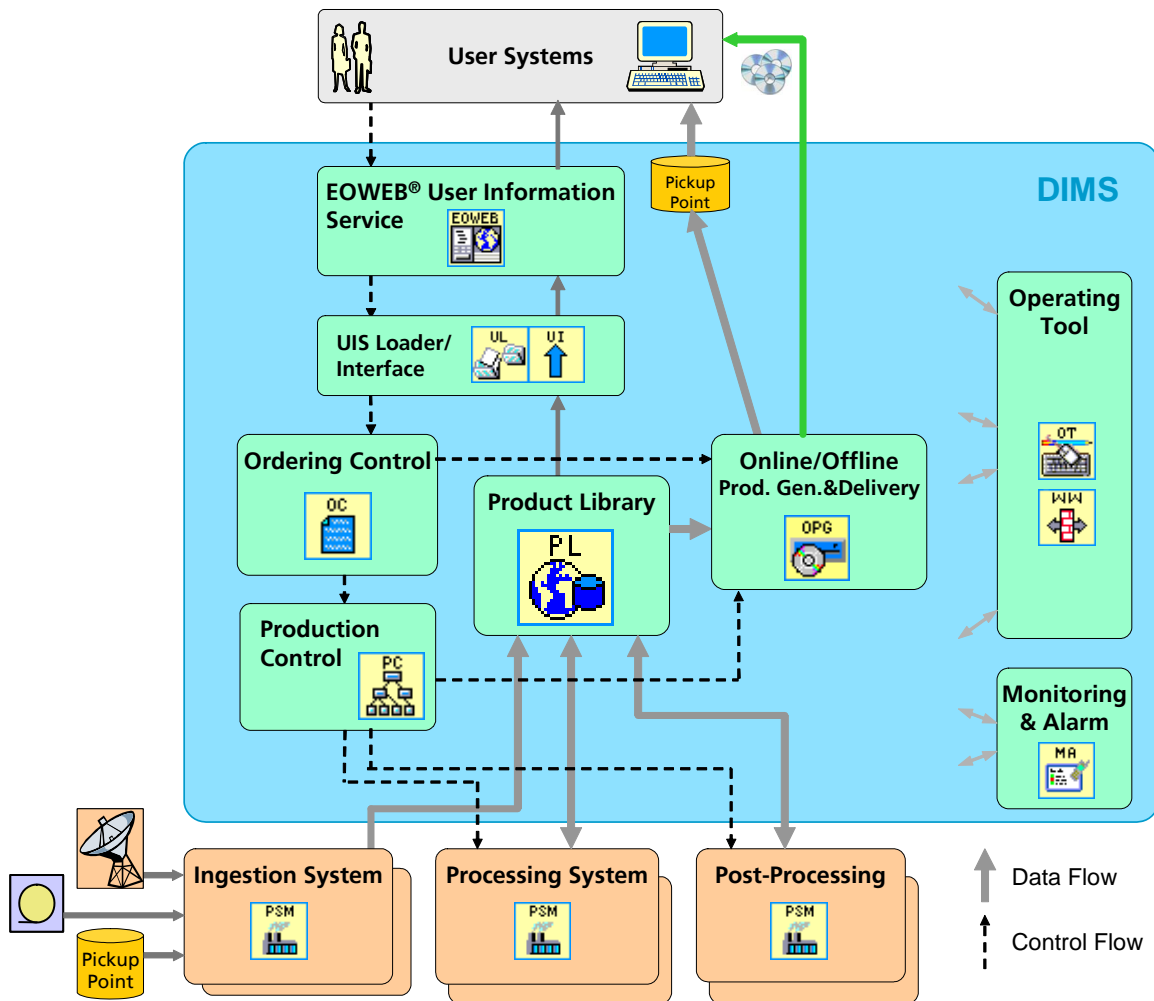 User Systems
DIMS
Pickup
Point
EOWEB® User Information
Service
EOWEB
UIS Loader/
Interface
UL
UI
Operating
Tool
OT
MM
Ordering Control
OC
Product Library
PL
Online/Offline
Prod. Gen.&Delivery
OPG
Production
Control
PC
Monitoring
& Alarm
MA
Ingestion System
PSM
Processing System
PSM
Post-Processing
PSM
Pickup
Point
Data Flow
Control Flow